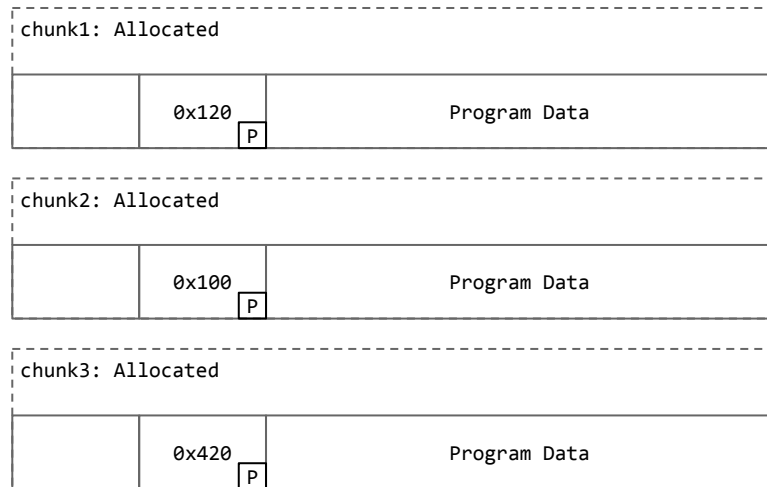 chunk1: Allocated
0x120 Program Data
P
chunk2: Allocated
0x100 Program Data
P
chunk3: Allocated
0x420 Program Data
P